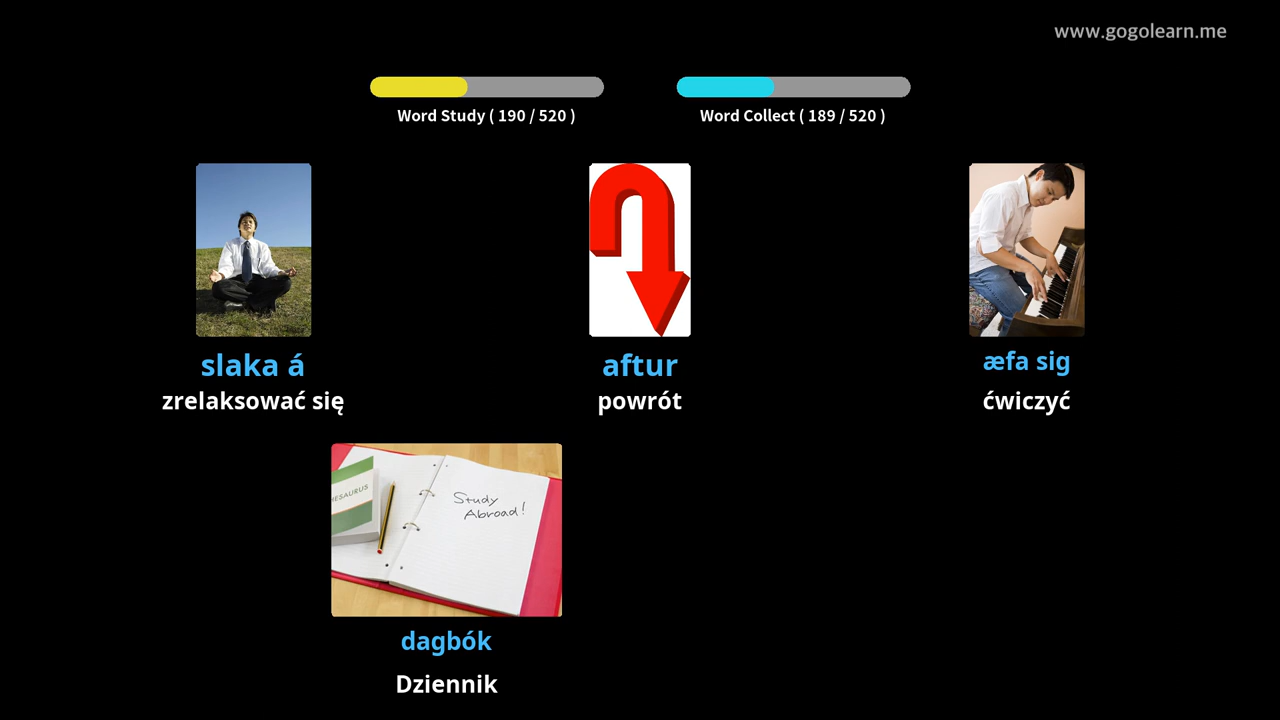 www.gogolearn.me
Word Study ( 190 / 520 )
Word Collect ( 189 / 520 )
slaka á
aftur
æfa sig
zrelaksować się
powrót
ćwiczyć
HESAURUS
Study
Abroad!
dagbók
Dziennik